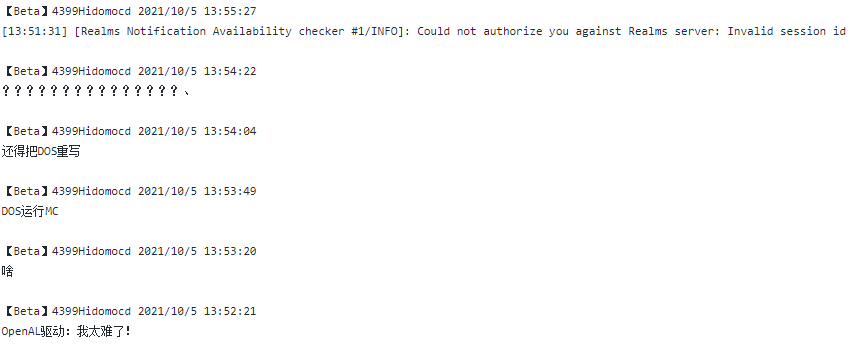 【Beta】4399Hidomocd 2021/10/5 13:55:27
[13:51:31] [Realms Notification Availability checker #1/INFO]: Could not authorize you against Realms server: Invalid session id
【Beta】4399Hidomocd 2021/10/5 13:54:22
？？？？？？？？？？？？？？？、
【Beta】4399Hidomocd 2021/10/5 13:54:04
还得把DOS重写
【Beta】4399Hidomocd 2021/10/5 13:53:49
DOS运行MC
【Beta】4399Hidomocd 2021/10/5 13:53:20
啥
【Beta】4399Hidomocd 2021/10/5 13:52:21
OpenAL驱动：我太难了！